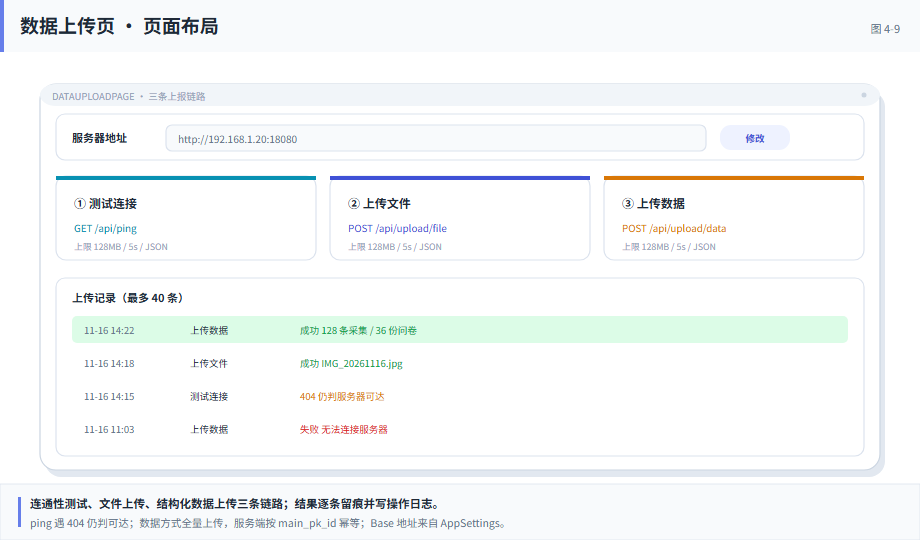 数据上传页 · 页面布局
图 4-9
DATAUPLOADPAGE · 三条上报链路
服务器地址
http://192.168.1.20:18080
修改
① 测试连接
GET /api/ping
上限 128MB / 5s / JSON
② 上传文件
POST /api/upload/file
上限 128MB / 5s / JSON
③ 上传数据
POST /api/upload/data
上限 128MB / 5s / JSON
上传记录（最多 40 条）
11-16 14:22 上传数据 成功 128 条采集 / 36 份问卷
11-16 14:18 上传文件 成功 IMG_20261116.jpg
11-16 14:15 测试连接 404 仍判服务器可达
11-16 11:03 上传数据 失败 无法连接服务器
连通性测试、文件上传、结构化数据上传三条链路；结果逐条留痕并写操作日志。
ping 遇 404 仍判可达；数据方式全量上传，服务端按 main_pk_id 幂等；Base 地址来自 AppSettings。